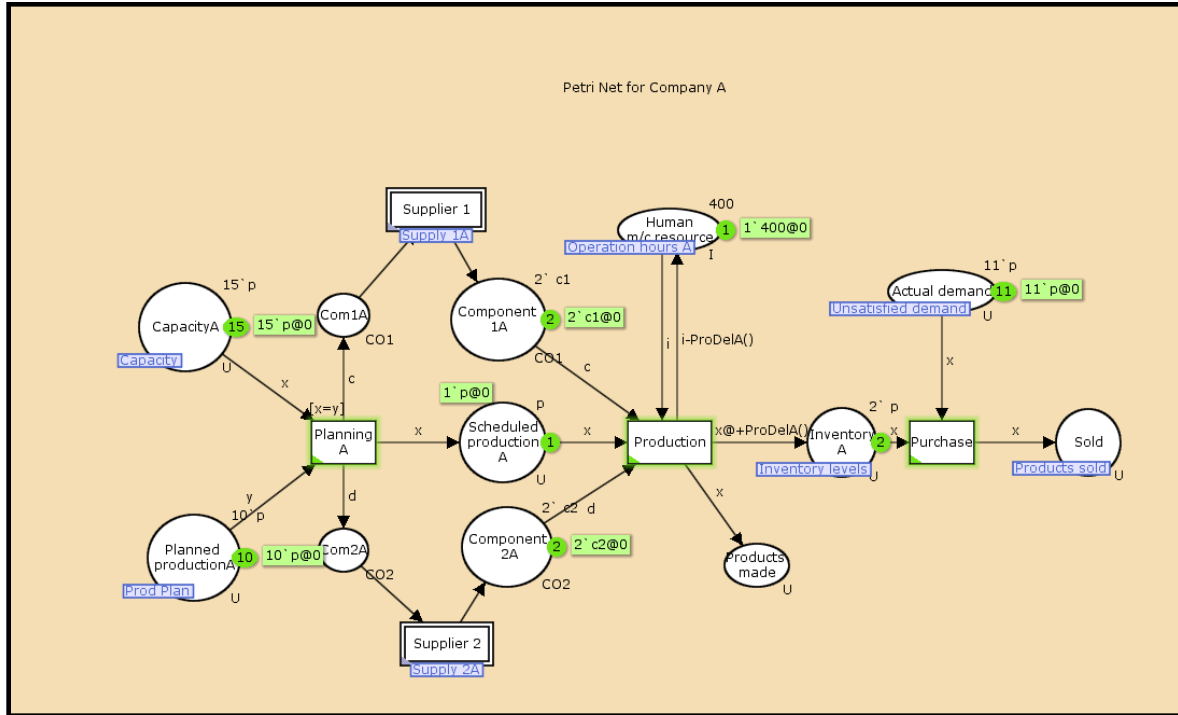 Petri Net for Company A
Supplier 1
Supply 1A
400
Human
m/c resource
1
1`400@0
Operation hours A
I
15`p
CapacityA
15
15`p@0
Capacity
U
Com1A
CO1
2` c1
Component
1A
2
2`c1@0
CO1
11`p
Actual demand
11
11`p@0
Unsatisfied demand
U
i
i-ProDelA()
x
c
c
x
[x=y]
Planning
A
x
1`p@0
p
Scheduled
production
A
1
U
x
Production
x@+ProDelA()
2` p
Inventory
A
2
Inventory levels
U
x
Purchase
x
Sold
Products sold
U
y
d
x
10`p
Planned
productionA
10
10`p@0
Prod Plan
U
Com2A
CO2
2` c2
d
Component
2A
2
2`c2@0
CO2
Products
made
U
Supplier 2
Supply 2A